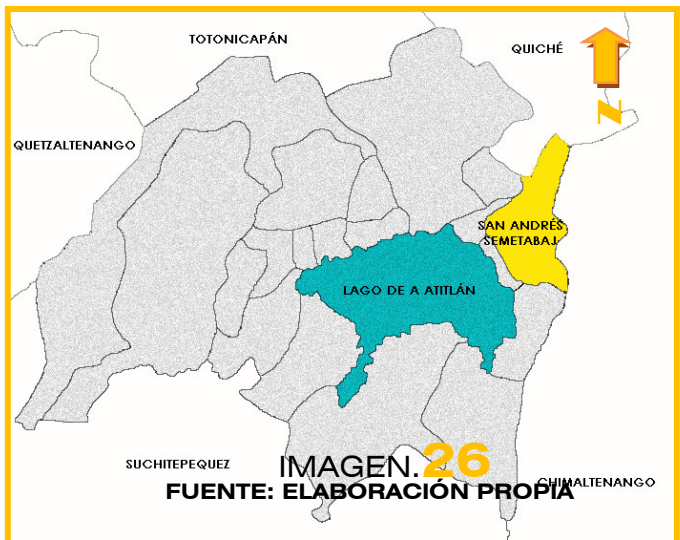 TOTONICAPÁN
QUICHÉ
N
QUETZALTENANGO
SAN ANDRÉS
SEMETABAJ
LAGO DE A ATITLÁN
SUCHITEPEQUEZ
IMAGEN.26
CHIMALTENANGO
FUENTE: ELABORACIÓN PROPIA